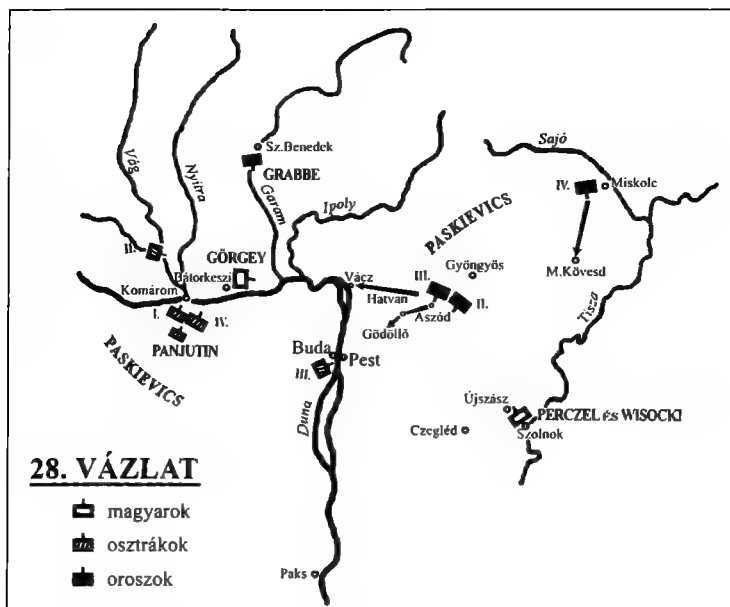 Sz.Benedek
GRABBE
Vág
Nyitra
Garam
Ipoly
Sajó
IV.
Miskolc
PASKIEVICS
II.
GÖRGEY
Bátorkeszi
Komárom
Vácz
Hatvan
III.
Gyöngyös
II.
M.Kövesd
Tisza
I.
IV.
PANJUTIN
Aszód
Gödöllő
PASKIEVICS
Buda
Pest
III.
Duna
Újszász
PERCZEL és WISOCKI
Czegléd
Szolnok
28. VÁZLAT
magyarok
osztrákok
oroszok
Paks